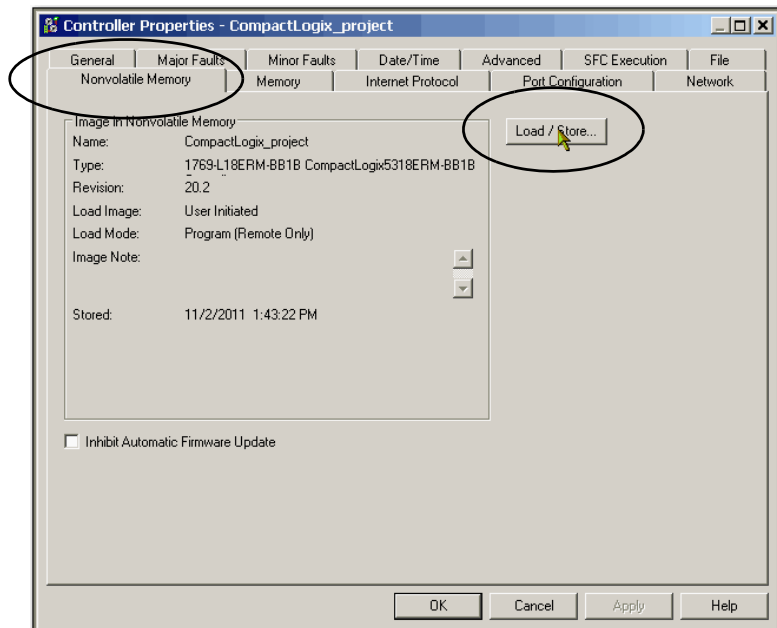 Controller Properties - CompactLogix_project
General Major Faults Minor Faults Date/Time Advanced SFC Execution File
Nonvolatile Memory Memory Internet Protocol Port Configuration Network
Image in Nonvolatile Memory
Load / Store...
Name: CompactLogix_project
Type: 1769-L18ERM-BB1B CompactLogix5318ERM-BB1B
Revision: 20.2
Load Image: User Initiated
Load Mode: Program (Remote Only)
Image Note:
Stored: 11/2/2011 1:43:22 PM
Inhibit Automatic Firmware Update
OK Cancel Apply Help